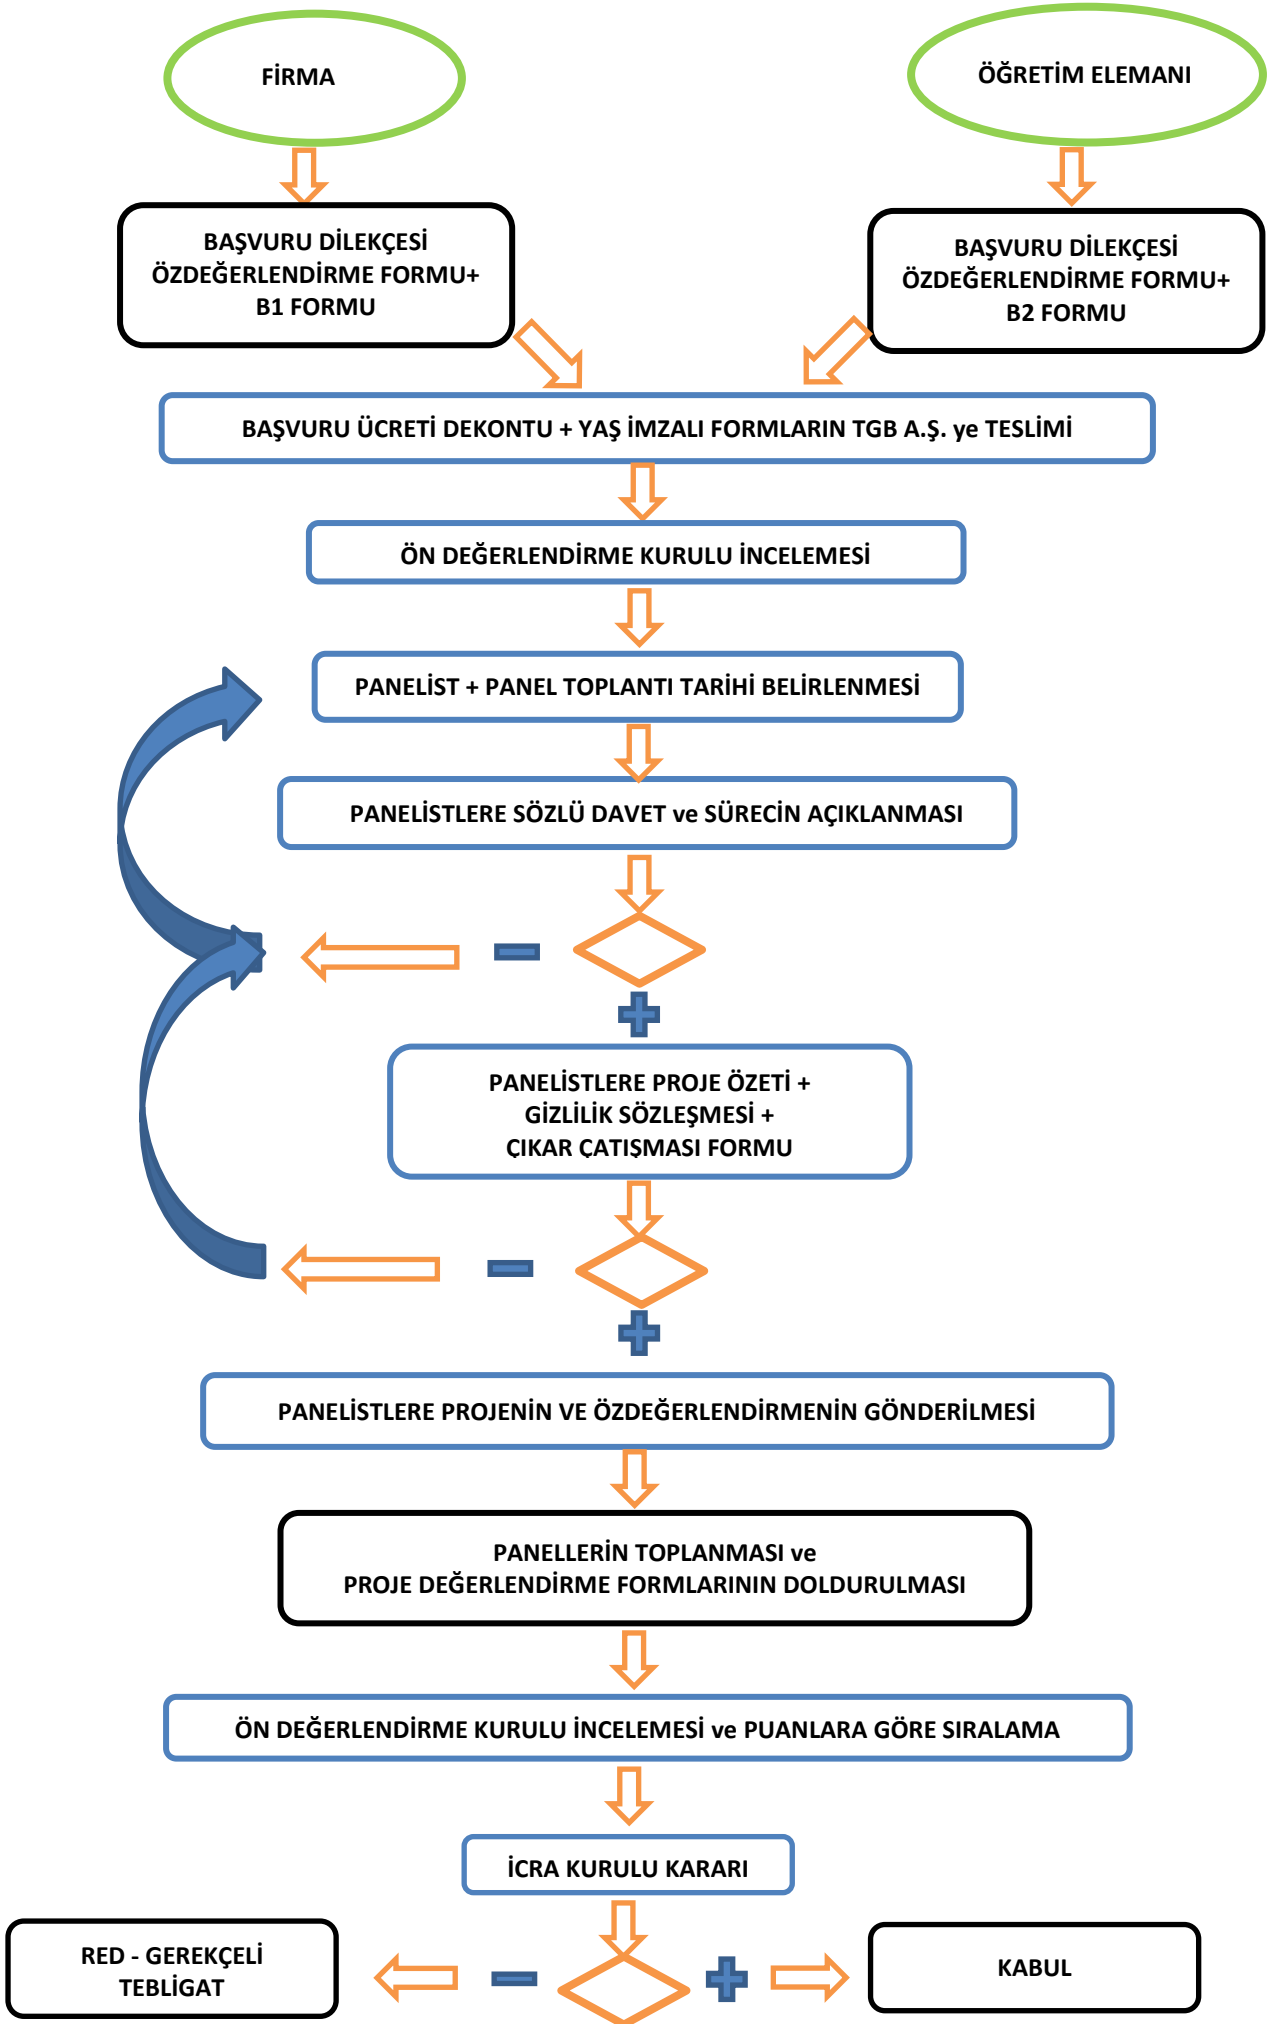 FİRMA
ÖĞRETİM ELEMANI
BAŞVURU DİLEKÇESİ
ÖZDEĞERLENDİRME FORMU+
B1 FORMU
BAŞVURU DİLEKÇESİ
ÖZDEĞERLENDİRME FORMU+
B2 FORMU
BAŞVURU ÜCRETİ DEKONTU + YAŞ İMZALI FORMLARIN TGB A.Ş. ye TESLİMİ
ÖN DEĞERLENDİRME KURULU İNCELEMESİ
PANELİST + PANEL TOPLANTI TARİHİ BELİRLENMESİ
PANELİSTLERE SÖZLÜ DAVET ve SÜRECİN AÇIKLANMASI
PANELİSTLERE PROJE ÖZETİ +
GİZLİLİK SÖZLEŞMESİ +
ÇIKAR ÇATIŞMASI FORMU
PANELİSTLERE PROJENİN VE ÖZDEĞERLENDİRMENİN GÖNDERİLMESİ
PANELLERİN TOPLANMASI ve
PROJE DEĞERLENDİRME FORMLARININ DOLDURULMASI
ÖN DEĞERLENDİRME KURULU İNCELEMESİ ve PUANLARA GÖRE SIRALAMA
İCRA KURULU KARARI
RED - GEREKÇELİ
TEBLİGAT
KABUL